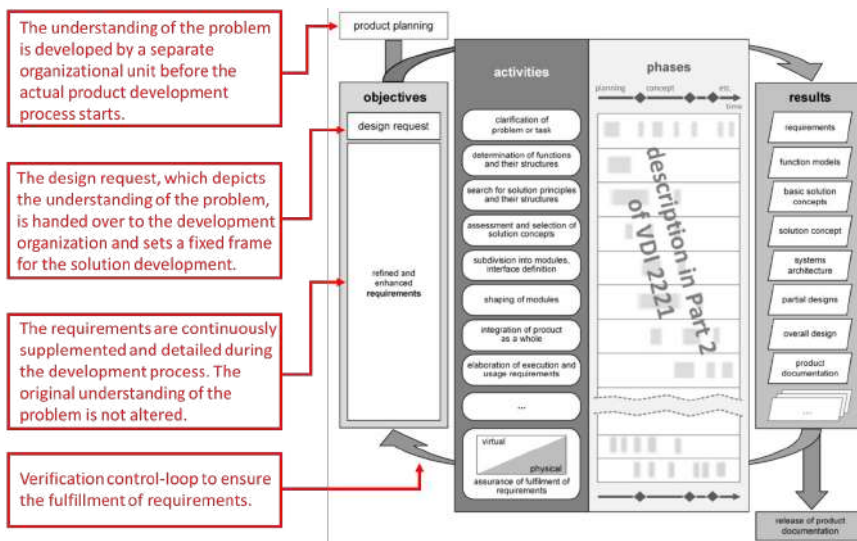 The understanding of the problem
is developed by a separate
organizational unit before the
actual product development
process starts.
The design request, which depicts
the understanding of the problem,
is handed over to the development
organization and sets a fixed frame
for the solution development.
The requirements are continuously
supplemented and detailed during
the development process. The
original understanding of the
problem is not altered.
Verification control-loop to ensure
the fulfillment of requirements.
product planning
objectives
design request
refined and
enhanced
requirements
activities
clarification of
problem or task
determination of functions
and their structures
search for solution principles
and their structures
assessment and selection of
solution concepts
subdivision into modules,
interface definition
shaping of modules
integration of product
as a whole
elaboration of execution and
usage requirements
...
virtual
physical
assurance of fulfilment of
requirements
phases
planning concept etc.
time
description in Part 2
of VDI 2221
results
requirements
function models
basic solution
concepts
solution concept
systems
architecture
partial designs
overall design
product
documentation
...
release of product
documentation